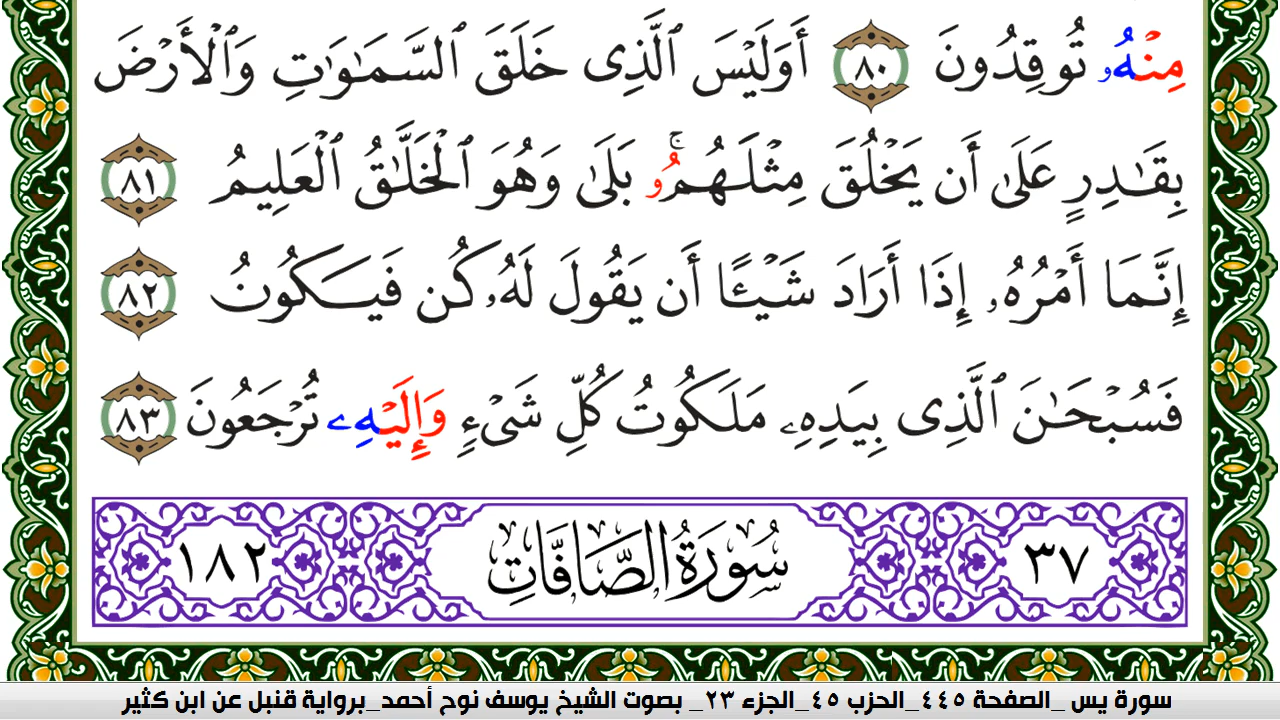 مِنْهُۥ تُوقِدُونَ ٨٠ أَوَلَيْسَ ٱلَّذِى خَلَقَ ٱلسَّمَٰوَٰتِ وَٱلْأَرْضَ
بِقَٰدِرٍ عَلَىٰ أَن يَخْلُقَ مِثْلَهُمُۥ ۚ بَلَىٰ وَهُوَ ٱلْخَلَّٰقُ ٱلْعَلِيمُ ٨١
إِنَّمَا أَمْرُهُۥ إِذَا أَرَادَ شَيْـًٔا أَن يَقُولَ لَهُۥ كُن فَيَكُونُ ٨٢
فَسُبْحَٰنَ ٱلَّذِى بِيَدِهِۦ مَلَكُوتُ كُلِّ شَىْءٍ وَإِلَيْهِۦ تُرْجَعُونَ ٨٣
٣٧ سُورَةُ الصَّافَّاتِ ١٨٢
سورة يس _الصفحة ٤٤٥_الحزب ٤٥_الجزء ٢٣_ بصوت الشيخ يوسف نوح أحمد_برواية قنبل عن ابن كثير